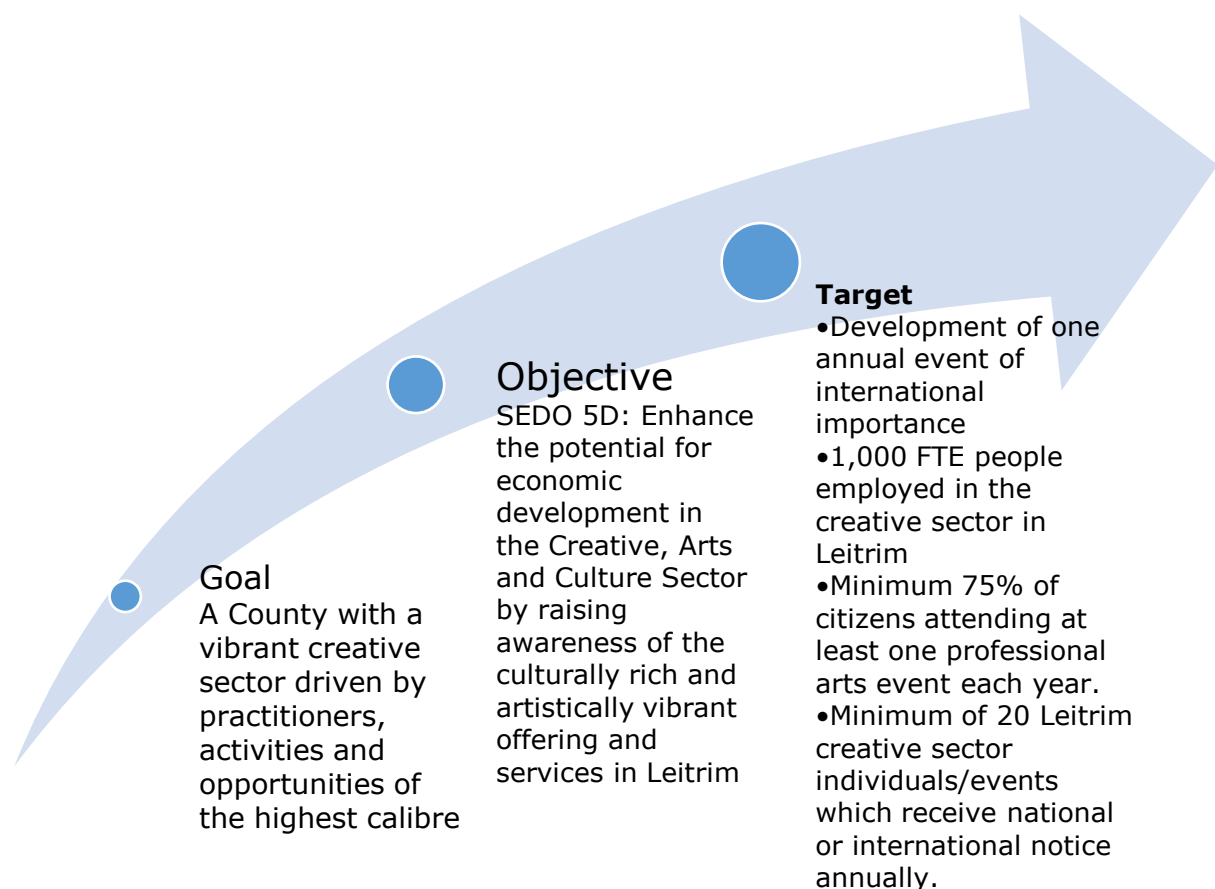 Goal
A County with a
vibrant creative
sector driven by
practitioners,
activities and
opportunities of
the highest calibre
Objective
SEDO 5D: Enhance
the potential for
economic
development in
the Creative, Arts
and Culture Sector
by raising
awareness of the
culturally rich and
artistically vibrant
offering and
services in Leitrim
Target
•Development of one
annual event of
international
importance
•1,000 FTE people
employed in the
creative sector in
Leitrim
•Minimum 75% of
citizens attending at
least one professional
arts event each year.
•Minimum of 20 Leitrim
creative sector
individuals/events
which receive national
or international notice
annually.